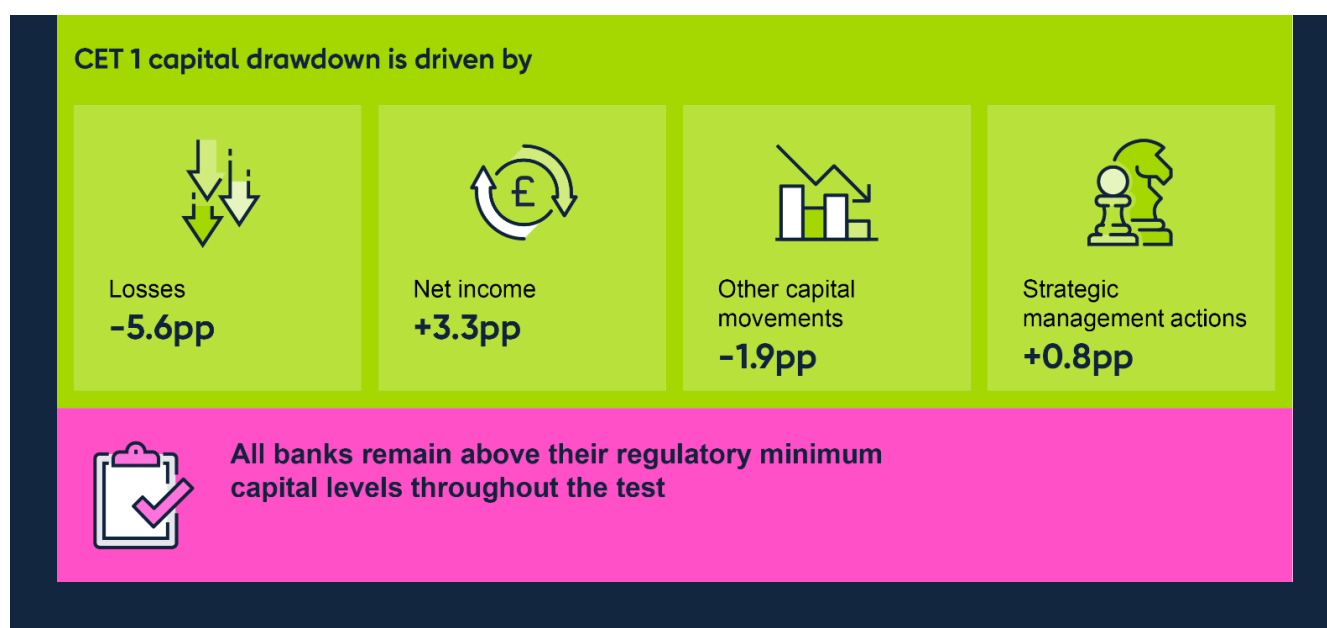 CET 1 capital drawdown is driven by
£
Losses
-5.6pp
Net income
+3.3pp
Other capital
movements
-1.9pp
Strategic
management actions
+0.8pp
All banks remain above their regulatory minimum
capital levels throughout the test